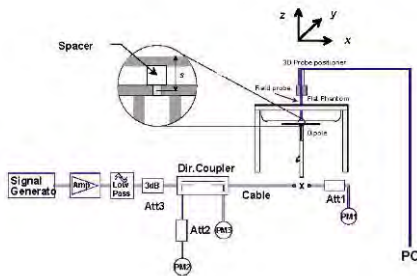 z
y
x
Spacer
s
3D Probe positioner
Field probe
Flat Phantom
Dipole
Signal
Generato
Amp
Low
Pass
3dB
Att3
Dir.Coupler
Cable
x
Att1
PM1
Att2
PM3
PM2
PC